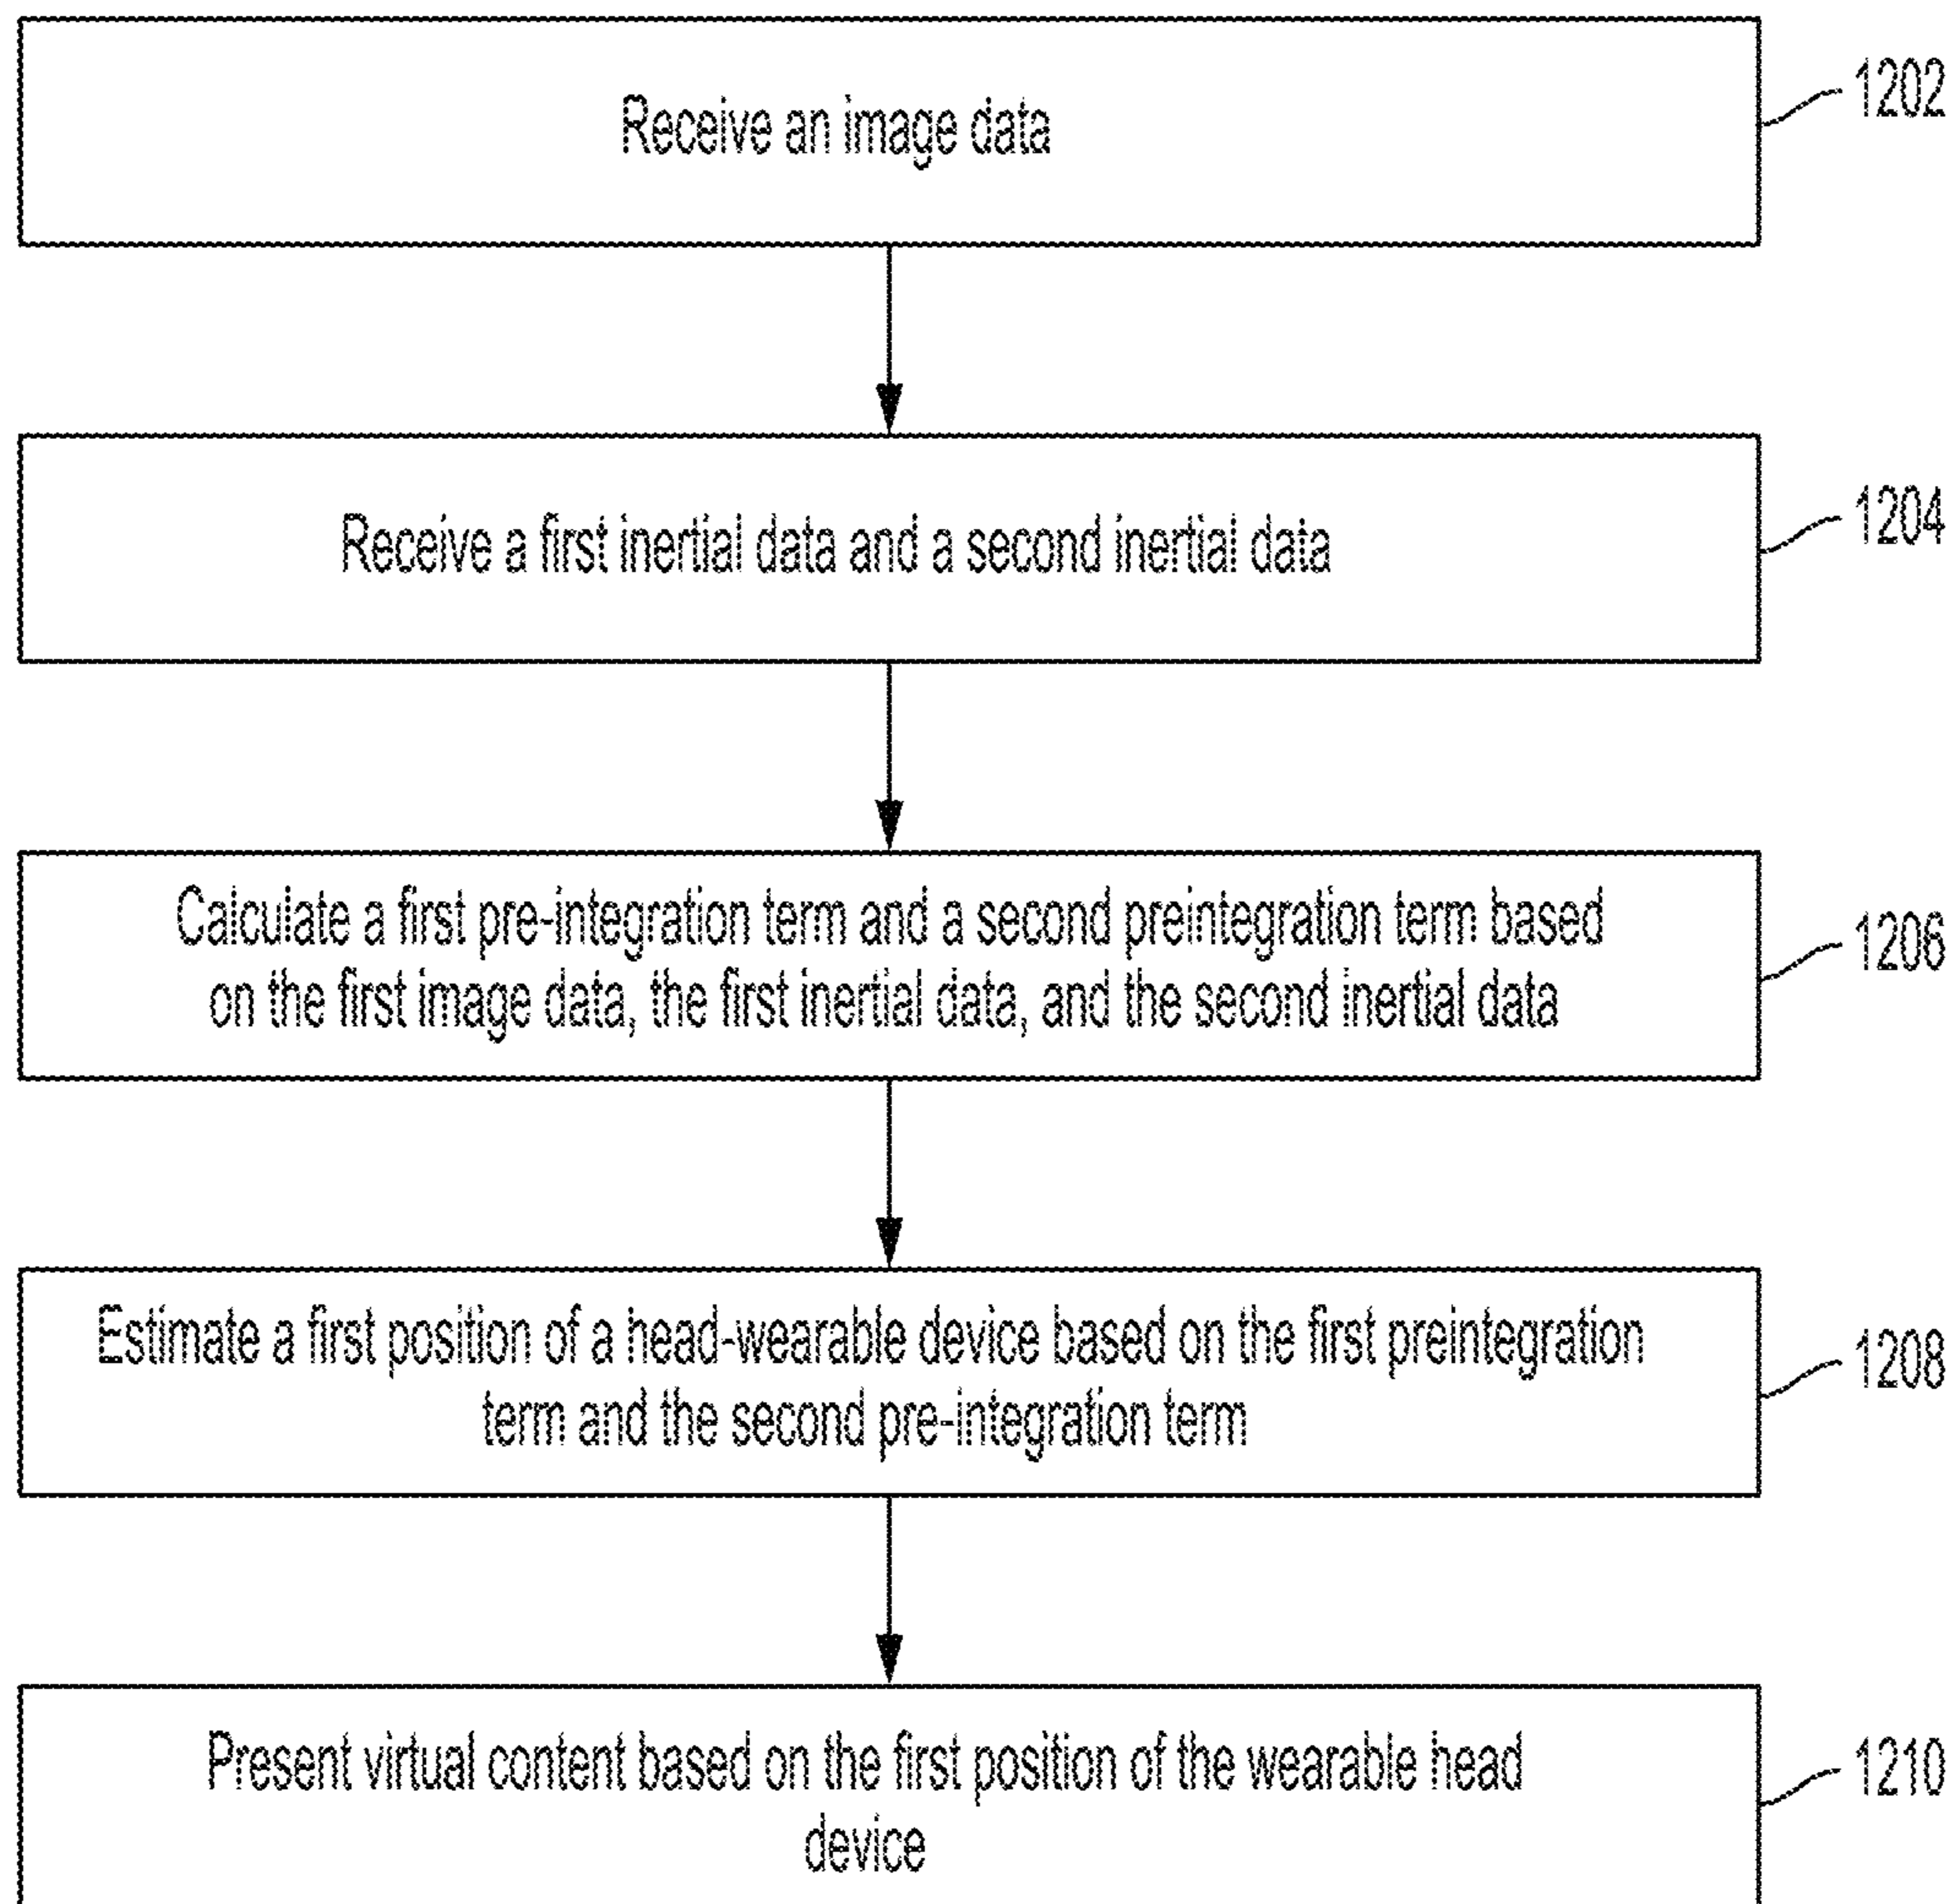 Receive an image data
1202
Receive a first inertial data and a second inertial data
1204
Calculate a first pre-integration term and a second preintegration term based
on the first image data, the first inertial data, and the second inertial data
1206
Estimate a first position of a head-wearable device based on the first preintegration
term and the second pre-integration term
1208
Present virtual content based on the first position of the wearable head
device
1210